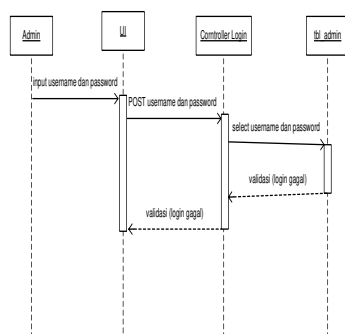 Admin
UI
Comtroller Login
tbl_admin
input username dan password
POST username dan password
select username dan password
validasi (login gagal)
validasi (login gagal)